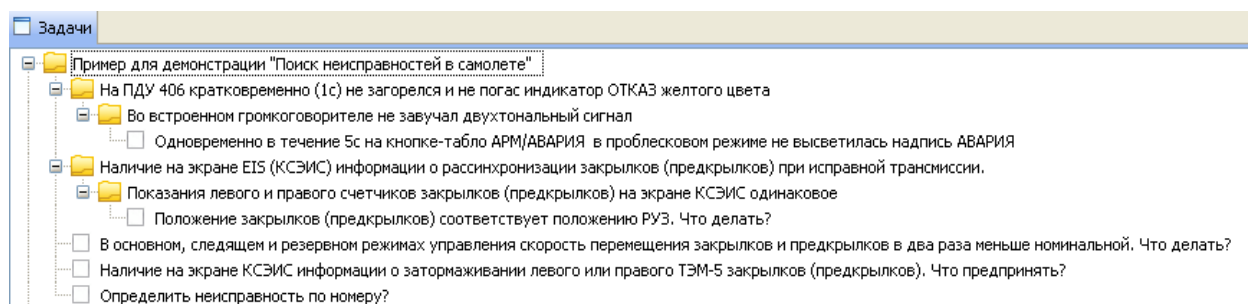 Задачи
Пример для демонстрации "Поиск неисправностей в самолете"
На ПДУ 406 кратковременно (1с) не загорелся и не погас индикатор ОТКАЗ желтого цвета
Во встроенном громкоговорителе не завучал двухтональный сигнал
Одновременно в течение 5с на кнопке-табло АРМ/АВАРИЯ в проблесковом режиме не высветилась надпись АВАРИЯ
Наличие на экране EIS (КСЭИС) информации о рассинхронизации закрылков (предкрылков) при исправной трансмиссии.
Показания левого и правого счетчиков закрылков (предкрылков) на экране КСЭИС одинаковое
Положение закрылков (предкрылков) соответствует положению РУЗ. Что делать?
В основном, следящем и резервном режимах управления скорость перемещения закрылков и предкрылков в два раза меньше номинальной. Что делать?
Наличие на экране КСЭИС информации о затормаживании левого или правого ТЭМ-5 закрылков (предкрылков). Что предпринять?
Определить неисправность по номеру?